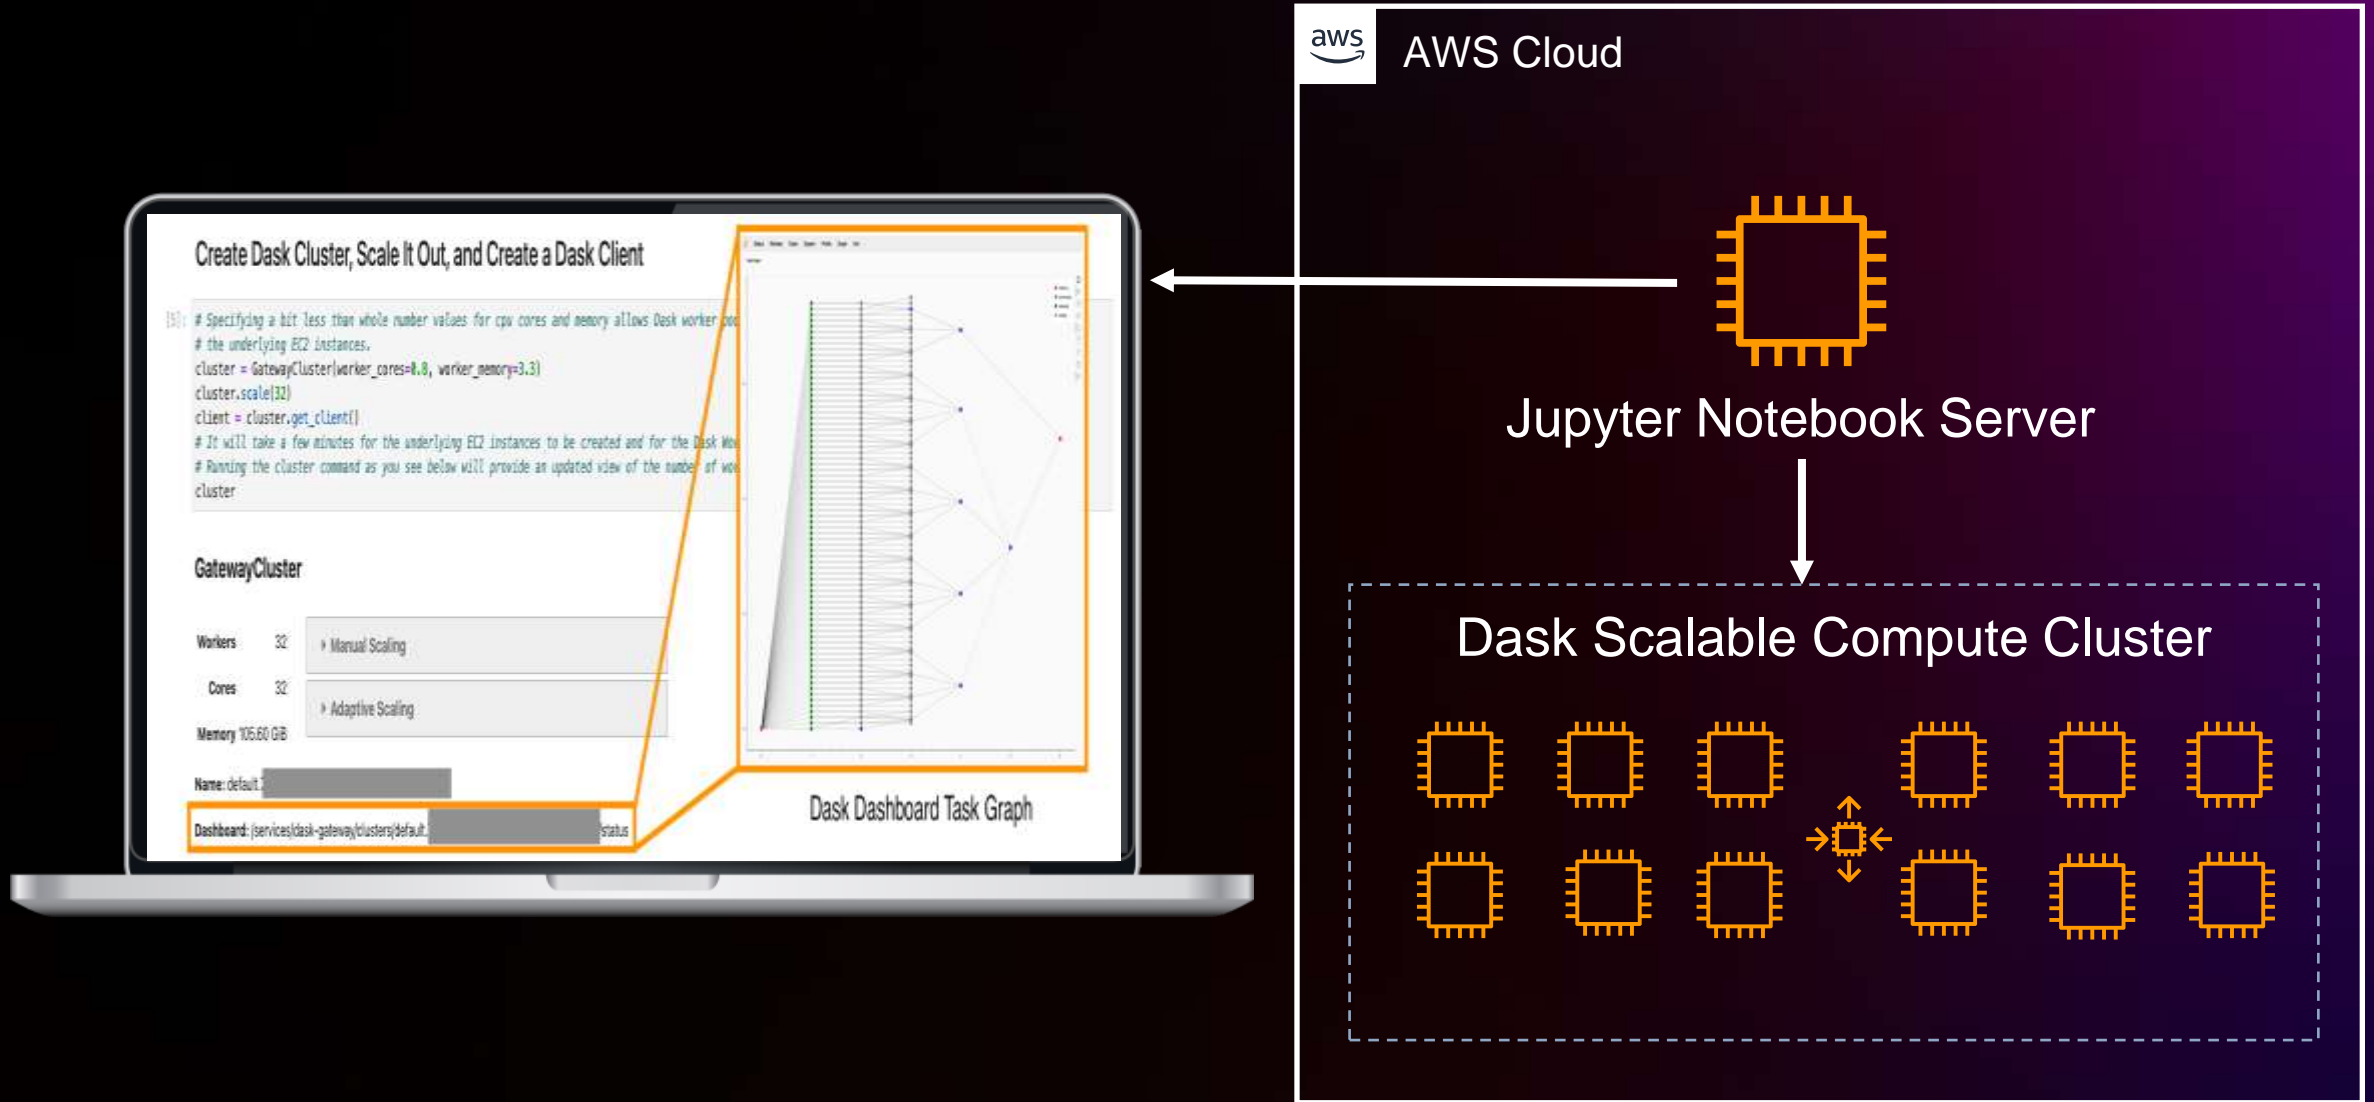 aws
AWS Cloud
Create Dask Cluster, Scale It Out, and Create a Dask Client
[5]:
# Specifying a bit less than whole number values for cpu cores and memory allows Dask worker
# the underlying EC2 instances.
cluster = GatewayCluster(worker_cores=0.8, worker_memory=3.3)
cluster.scale(32)
client = cluster.get_client()
# It will take a few minutes for the underlying EC2 instances to be created and for the Dask
# Running the cluster command as you see below will provide an updated view of the number of
cluster
GatewayCluster
Workers 32
Cores 32
Memory 105.60 GiB
Manual Scaling
Adaptive Scaling
Name: default.
Dashboard: /services/dask-gateway/clusters/default. /status
Dask Dashboard Task Graph
Jupyter Notebook Server
Dask Scalable Compute Cluster